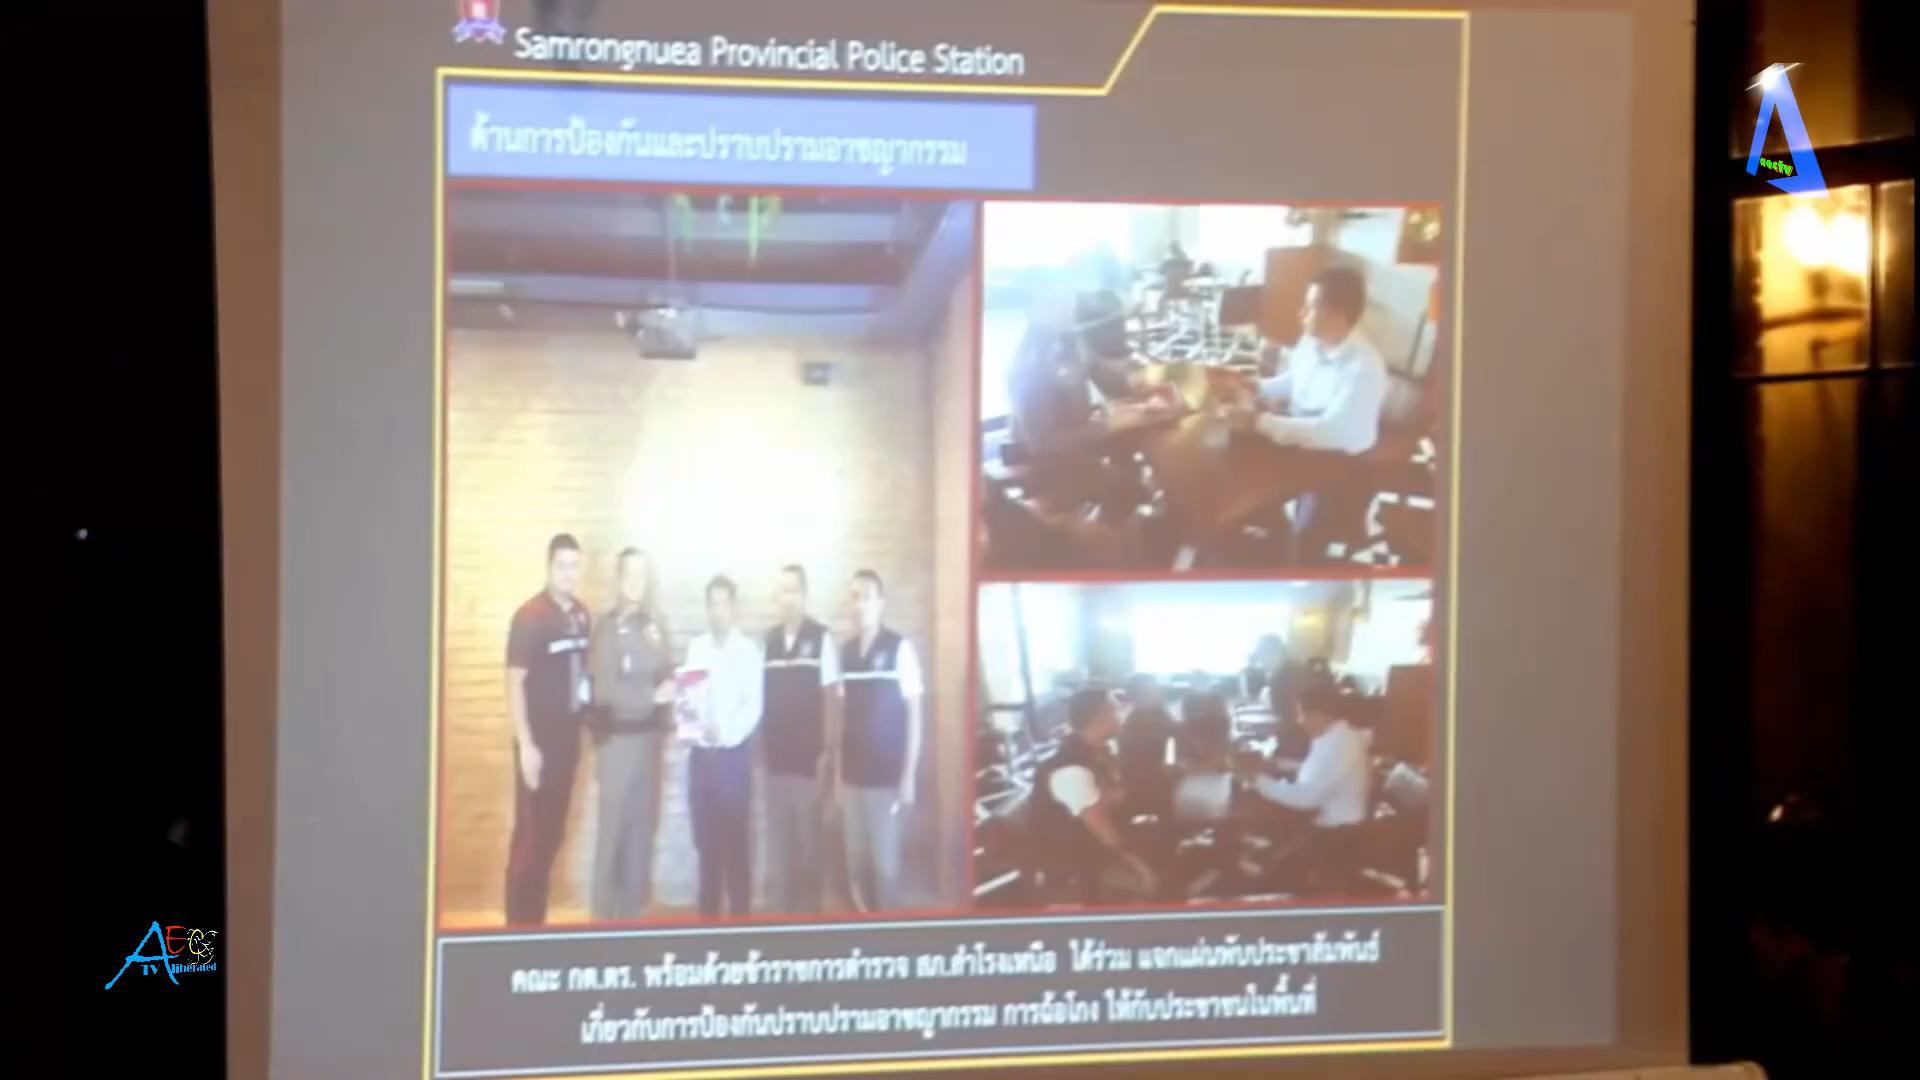 Samrongnuea Provincial Police Station
ด้านการป้องกันและปราบปรามอาชญากรรม
คณะ กต.ตร. พร้อมด้วยข้าราชการตำรวจ สภ.สำโรงเหนือ ได้ร่วม แจกแผ่นพับประชาสัมพันธ์
เกี่ยวกับการป้องกันปราบปรามอาชญากรรม การฉ้อโกง ให้กับประชาชนในพื้นที่
aectv
AEC
TV liberated